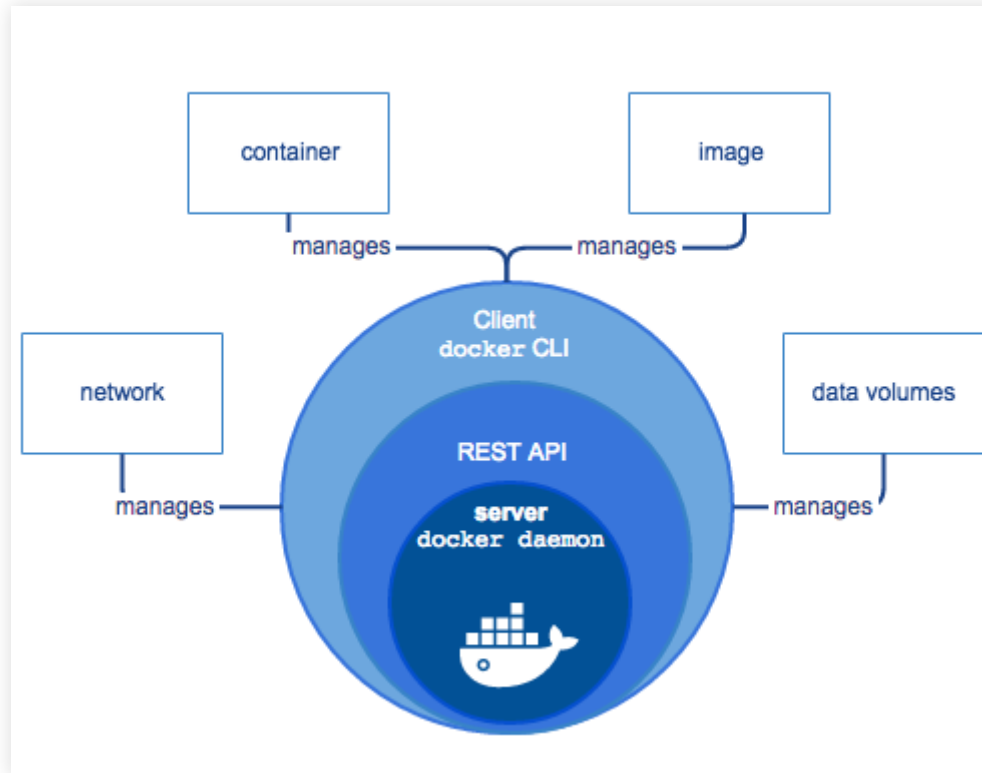 container
image
manages
manages
Client
docker CLI
network
data volumes
REST API
manages
server
manages
docker daemon